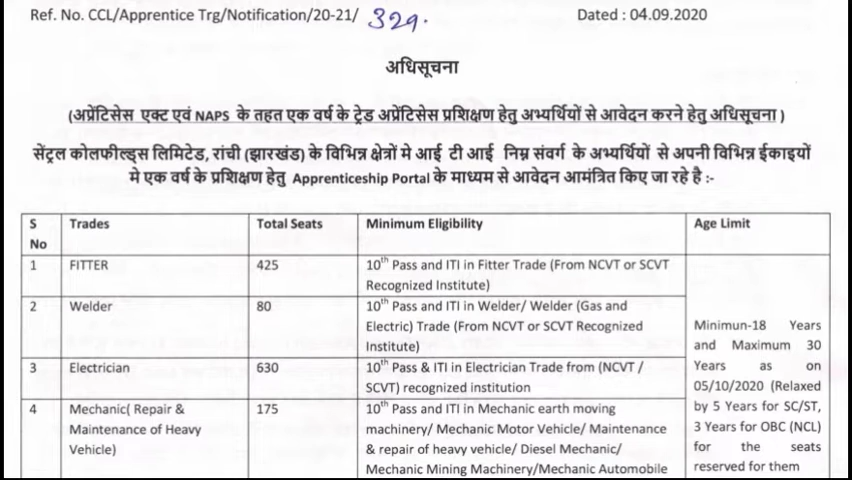 Ref. No. CCL/Apprentice Trg/Notification/20-21/ 329.
Dated : 04.09.2020
अधिसूचना
(अप्रेंटिसेस एक्ट एवं NAPS के तहत एक वर्ष के ट्रेड अप्रेंटिसेस प्रशिक्षण हेतु अभ्यर्थियों से आवेदन करने हेतु अधिसूचना )
सेंट्रल कोलफील्ड्स लिमिटेड, रांची (झारखंड) के विभिन्न क्षेत्रों मे आई टी आई निम्न संवर्ग के अभ्यर्थियों से अपनी विभिन्न ईकाइयों
मे एक वर्ष के प्रशिक्षण हेतु Apprenticeship Portal के माध्यम से आवेदन आमंत्रित किए जा रहे है :-
S No Trades Total Seats Minimum Eligibility Age Limit
1 FITTER 425 10th Pass and ITI in Fitter Trade (From NCVT or SCVT
Recognized Institute)
2 Welder 80 10th Pass and ITI in Welder/ Welder (Gas and
Electric) Trade (From NCVT or SCVT Recognized
Institute)
3 Electrician 630 10th Pass & ITI in Electrician Trade from (NCVT /
SCVT) recognized institution
4 Mechanic( Repair &
Maintenance of Heavy
Vehicle)
175
10th Pass and ITI in Mechanic earth moving
machinery/ Mechanic Motor Vehicle/ Maintenance
& repair of heavy vehicle/ Diesel Mechanic/
Mechanic Mining Machinery/Mechanic Automobile
Minimun-18 Years
and Maximum 30
Years as on
05/10/2020 (Relaxed
by 5 Years for SC/ST,
3 Years for OBC (NCL)
for the seats
reserved for them